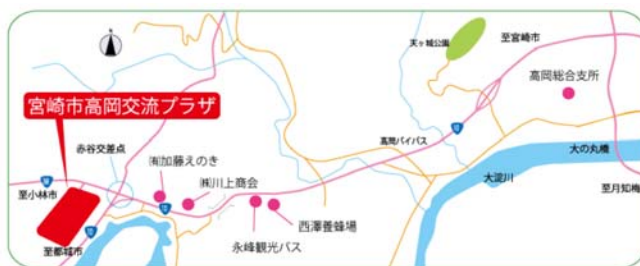 天ヶ城公園
至宮崎市
高岡総合支所
宮崎市高岡交流プラザ
赤谷交差点
㈲加藤えのき
㈱川上商会
高岡バイパス
10
大の丸橋
大淀川
至小林市
10
至月知梅
西澤養蜂場
永峰観光バス
至都城市
10